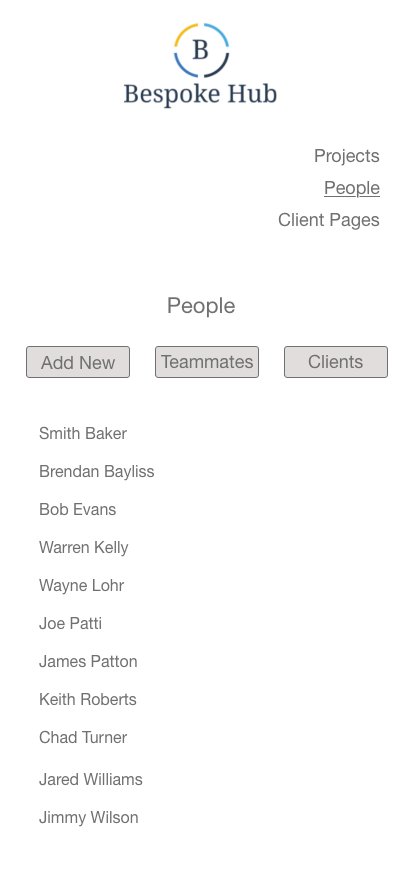 B
Bespoke Hub
Projects
People
Client Pages
People
Add New Teammates Clients
Smith Baker
Brendan Bayliss
Bob Evans
Warren Kelly
Wayne Lohr
Joe Patti
James Patton
Keith Roberts
Chad Turner
Jared Williams
Jimmy Wilson